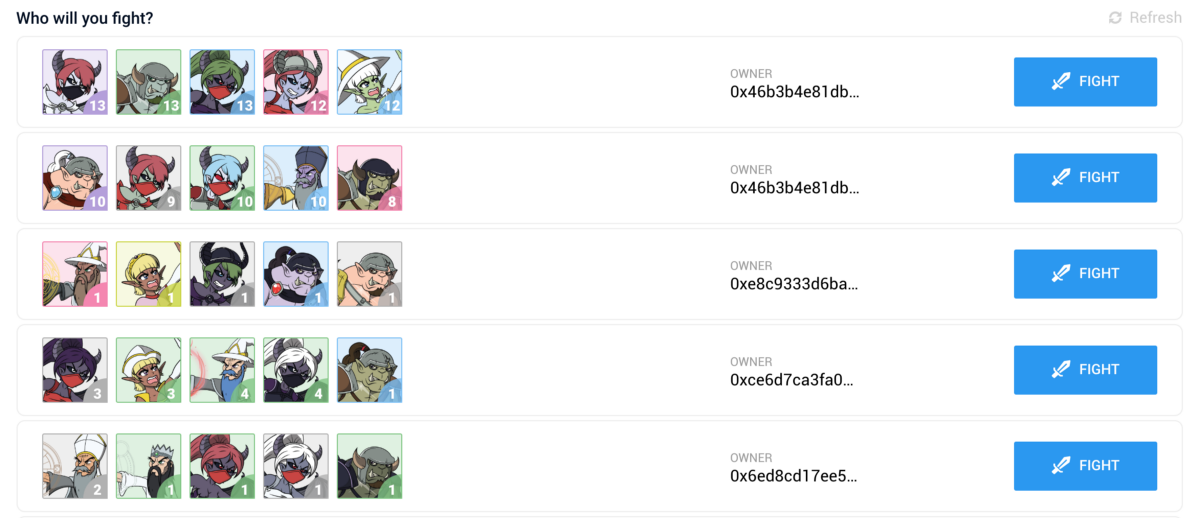 Who will you fight?
Refresh
13 13 13 12 12
OWNER
0x46b3b4e81db...
FIGHT
10 9 10 10 8
OWNER
0x46b3b4e81db...
FIGHT
1 1 1 1 1
OWNER
0xe8c9333d6ba...
FIGHT
3 3 4 4 1
OWNER
0xce6d7ca3fa0...
FIGHT
2 1 1 1 1
OWNER
0x6ed8cd17ee5...
FIGHT